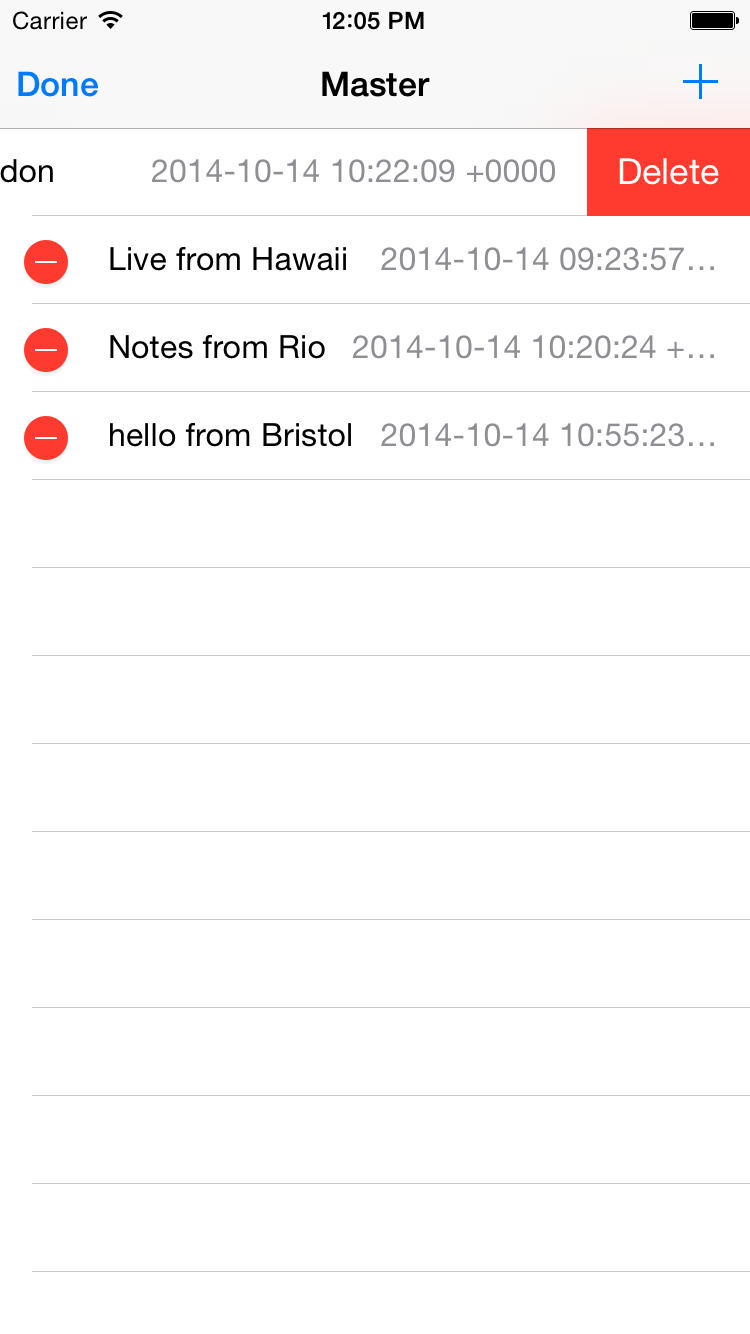 Carrier 12:05 PM
Done Master +
don 2014-10-14 10:22:09 +0000 Delete
Live from Hawaii 2014-10-14 09:23:57...
Notes from Rio 2014-10-14 10:20:24 +...
hello from Bristol 2014-10-14 10:55:23...